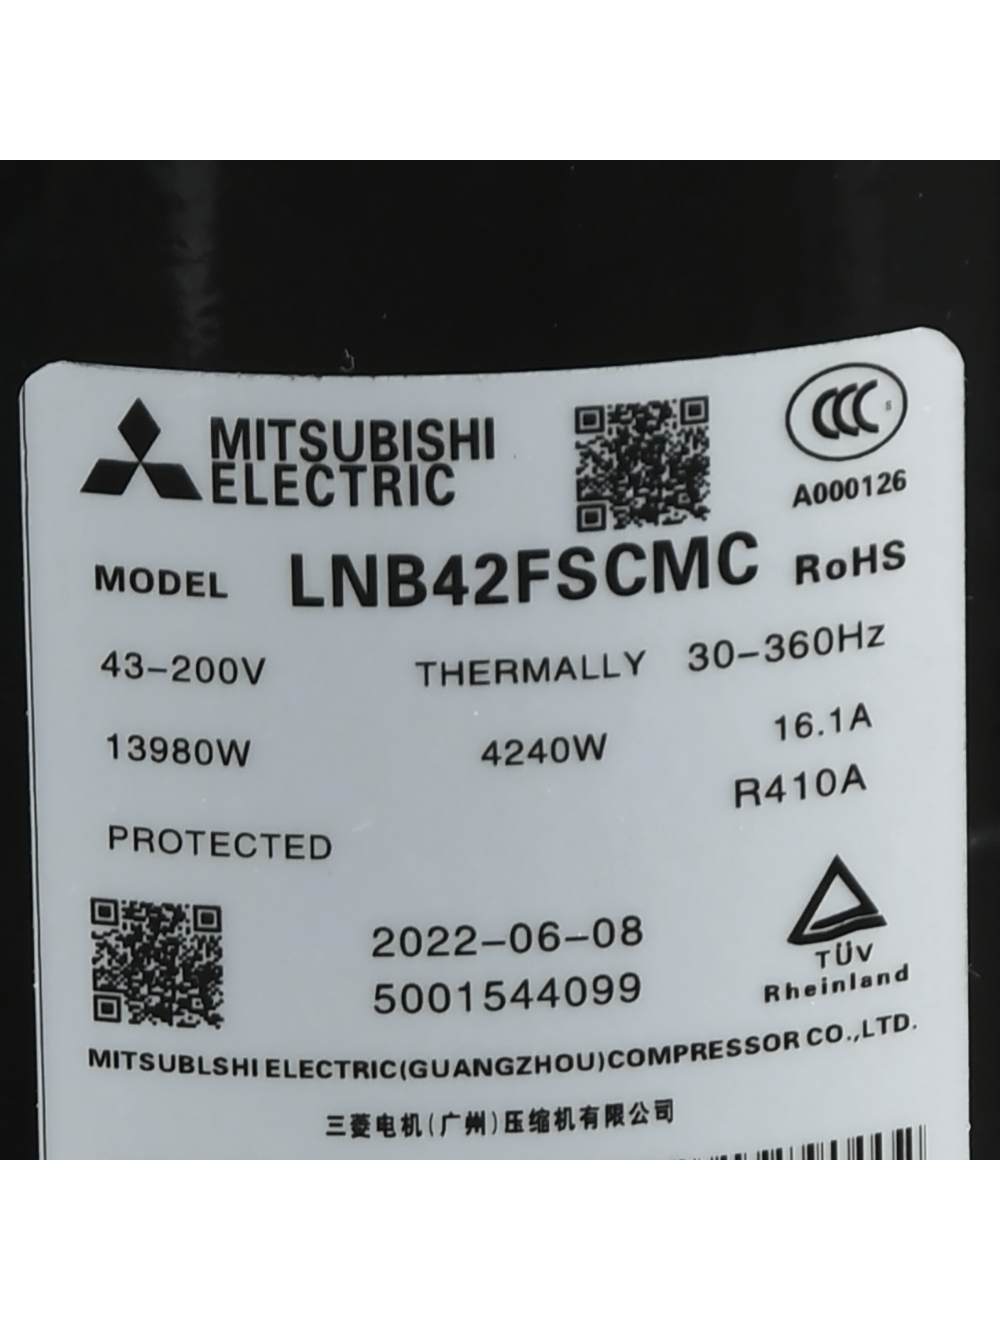 MITSUBISHI
ELECTRIC
CCC S
A000126
MODEL LNB42FSCMC RoHS
43-200V THERMALLY 30-360Hz
13980W 4240W 16.1A
R410A
PROTECTED
2022-06-08
5001544099
TÜV
Rheinland
MITSUBLSHI ELECTRIC(GUANGZHOU)COMPRESSOR CO.,LTD.
三菱电机(广州)压缩机有限公司